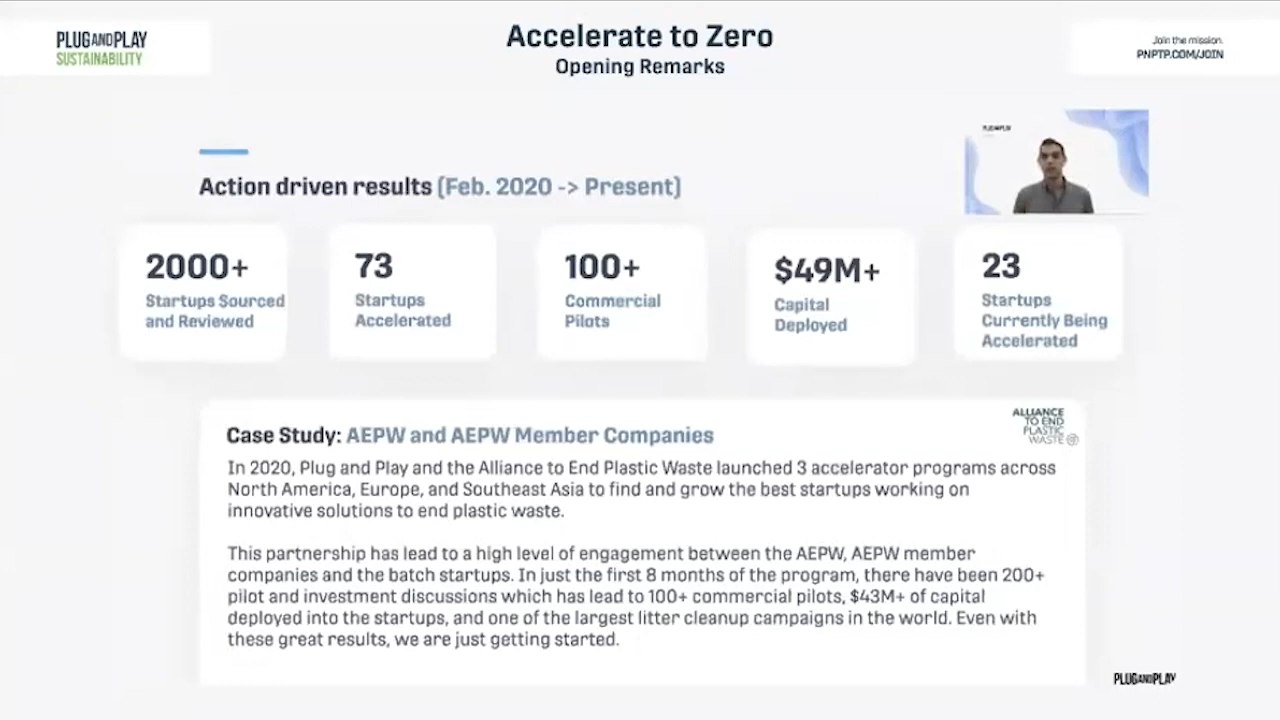 PLUGANDPLAY
SUSTAINABILITY
Accelerate to Zero
Opening Remarks
Join the mission.
PNPTP.COM/JOIN
PLUGANDPLAY
Action driven results (Feb. 2020 -> Present)
2000+
Startups Sourced
and Reviewed
73
Startups
Accelerated
100+
Commercial
Pilots
$49M+
Capital
Deployed
23
Startups
Currently Being
Accelerated
Case Study: AEPW and AEPW Member Companies
ALLIANCE
TO END
PLASTIC
WASTE
In 2020, Plug and Play and the Alliance to End Plastic Waste launched 3 accelerator programs across
North America, Europe, and Southeast Asia to find and grow the best startups working on
innovative solutions to end plastic waste.
This partnership has lead to a high level of engagement between the AEPW, AEPW member
companies and the batch startups. In just the first 8 months of the program, there have been 200+
pilot and investment discussions which has lead to 100+ commercial pilots, $43M+ of capital
deployed into the startups, and one of the largest litter cleanup campaigns in the world. Even with
these great results, we are just getting started.
PLUGANDPLAY